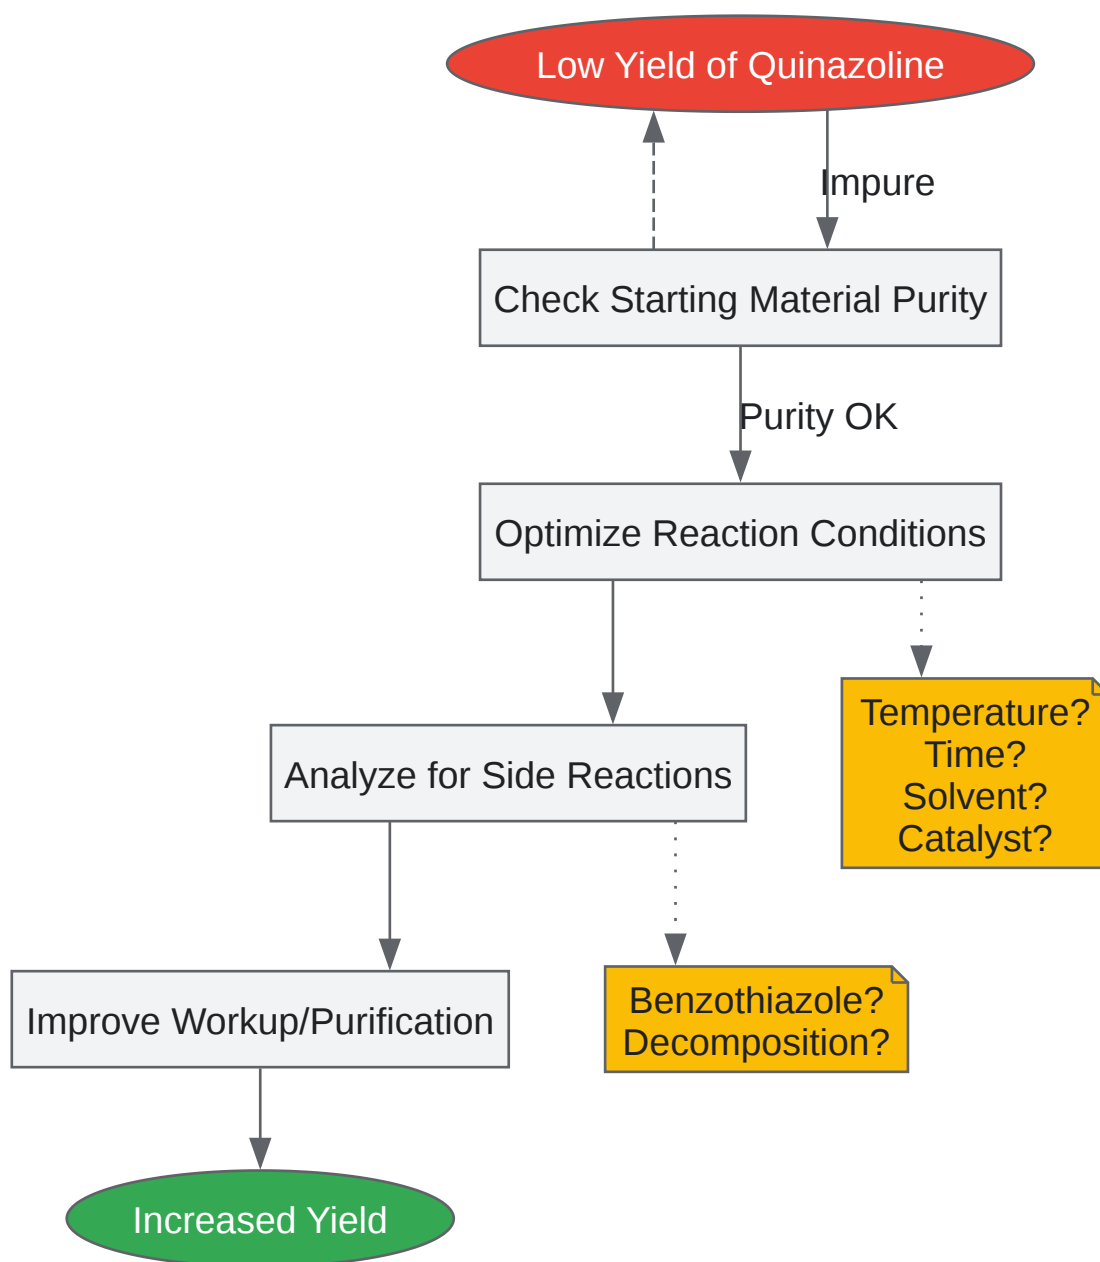 Low Yield of Quinazoline
Impure
Check Starting Material Purity
Purity OK
Optimize Reaction Conditions
Temperature?
Time?
Solvent?
Catalyst?
Analyze for Side Reactions
Benzothiazole?
Decomposition?
Improve Workup/Purification
Increased Yield